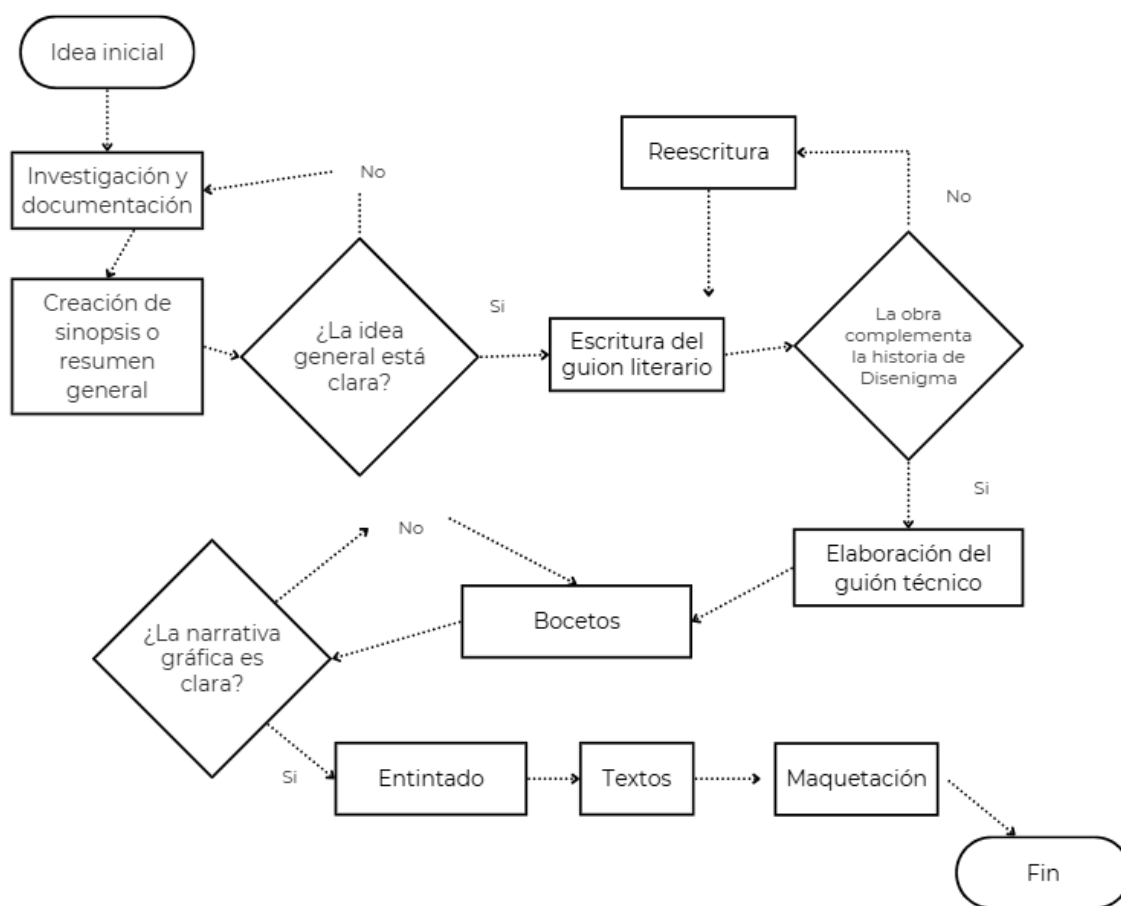 Idea inicial
Investigación y
documentación
No
Creación de
sinopsis o
resumen
general
¿La idea
general está
clara?
Si
Escritura del
guion literario
Reescritura
No
La obra
complementa
la historia de
Disenigma
Si
Elaboración del
guión técnico
Bocetos
No
¿La narrativa
gráfica es
clara?
Si
Entintado
Textos
Maquetación
Fin